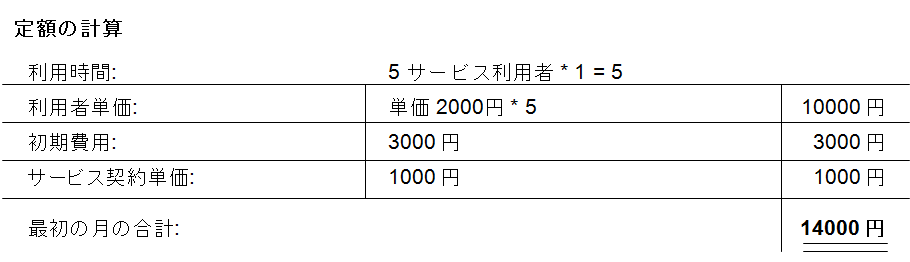 定額の計算
利用時間: 5 サービス利用者 * 1 = 5
利用者単価: 単価 2000円 * 5 10000 円
初期費用: 3000 円 3000 円
サービス契約単価: 1000 円 1000 円
最初の月の合計: 14000 円